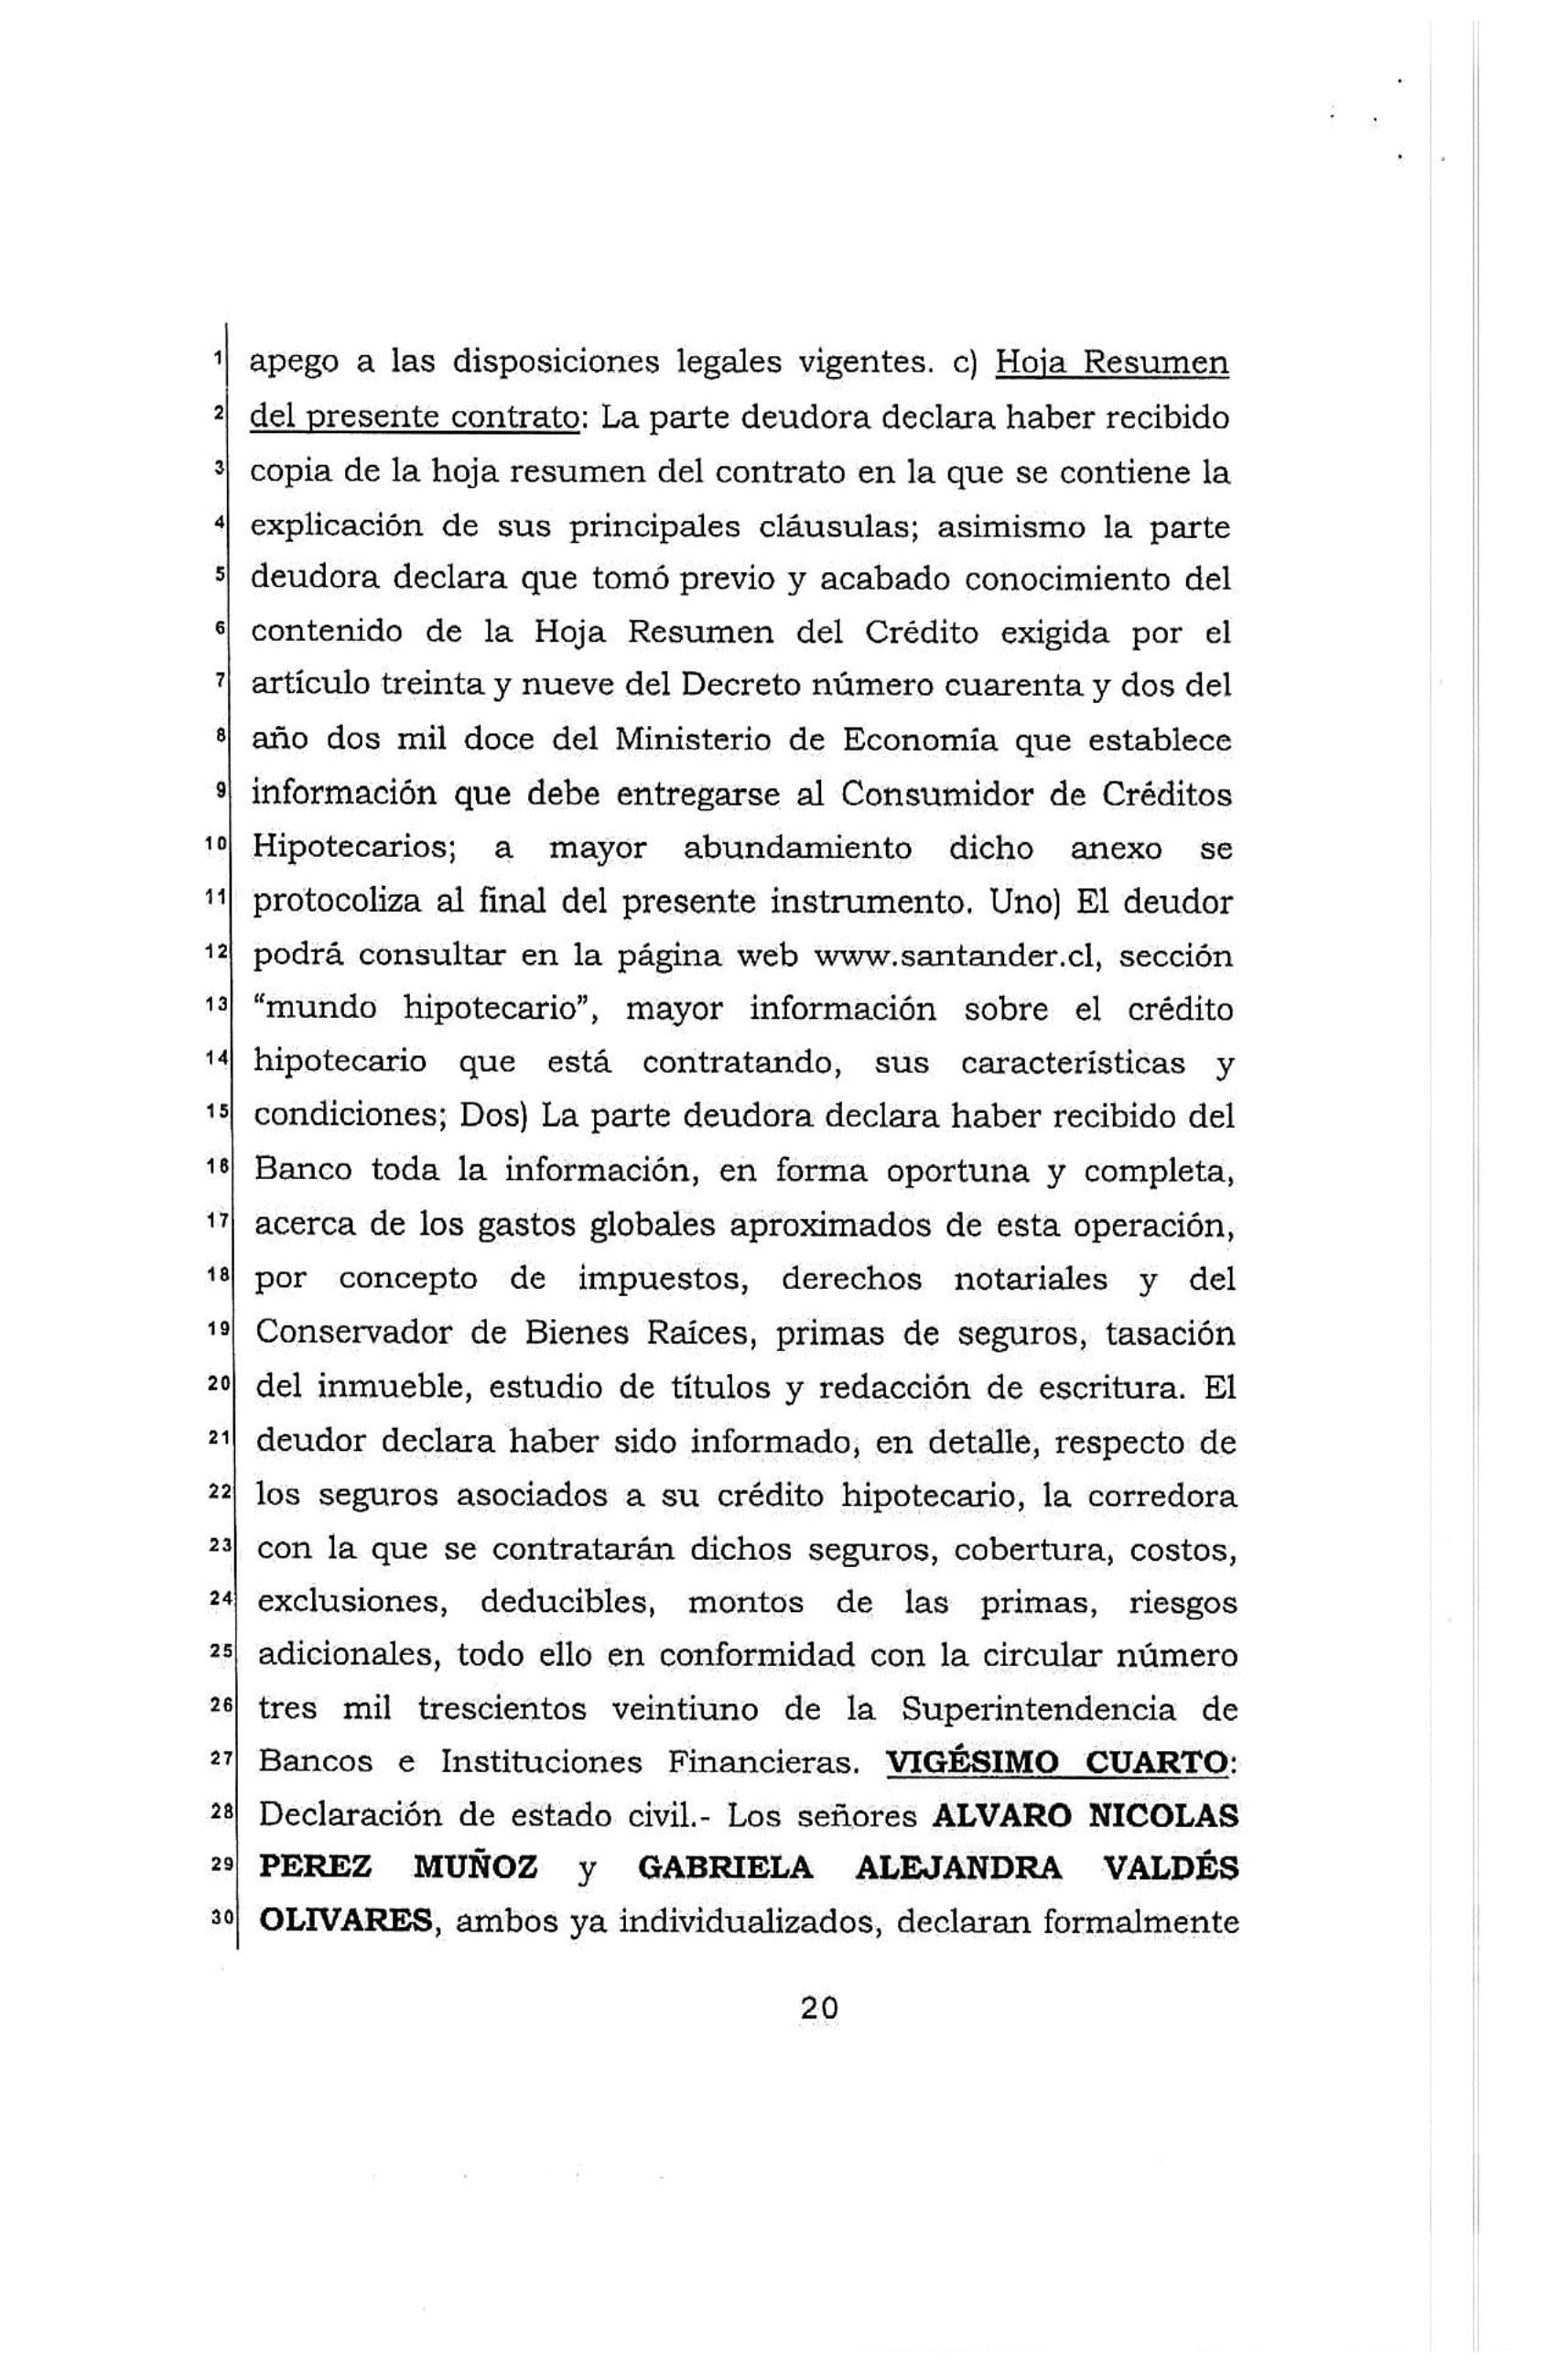 1 apego a las disposiciones legales vigentes. c) Hoja Resumen
2 del presente contrato: La parte deudora declara haber recibido
3 copia de la hoja resumen del contrato en la que se contiene la
4 explicación de sus principales cláusulas; asimismo la parte
5 deudora declara que tomó previo y acabado conocimiento del
6 contenido de la Hoja Resumen del Crédito exigida por el
7 artículo treinta y nueve del Decreto número cuarenta y dos del
8 año dos mil doce del Ministerio de Economía que establece
9 información que debe entregarse al Consumidor de Créditos
10 Hipotecarios; a mayor abundamiento dicho anexo se
11 protocoliza al final del presente instrumento. Uno) El deudor
12 podrá consultar en la página web www.santander.cl, sección
13 “mundo hipotecario”, mayor información sobre el crédito
14 hipotecario que está contratando, sus características y
15 condiciones; Dos) La parte deudora declara haber recibido del
16 Banco toda la información, en forma oportuna y completa,
17 acerca de los gastos globales aproximados de esta operación,
18 por concepto de impuestos, derechos notariales y del
19 Conservador de Bienes Raíces, primas de seguros, tasación
20 del inmueble, estudio de títulos y redacción de escritura. El
21 deudor declara haber sido informado, en detalle, respecto de
22 los seguros asociados a su crédito hipotecario, la corredora
23 con la que se contratarán dichos seguros, cobertura, costos,
24 exclusiones, deducibles, montos de las primas, riesgos
25 adicionales, todo ello en conformidad con la circular número
26 tres mil trescientos veintiuno de la Superintendencia de
27 Bancos e Instituciones Financieras. VIGÉSIMO CUARTO:
28 Declaración de estado civil.- Los señores ALVARO NICOLAS
29 PEREZ MUÑOZ y GABRIELA ALEJANDRA VALDÉS
30 OLIVARES, ambos ya individualizados, declaran formalmente
20